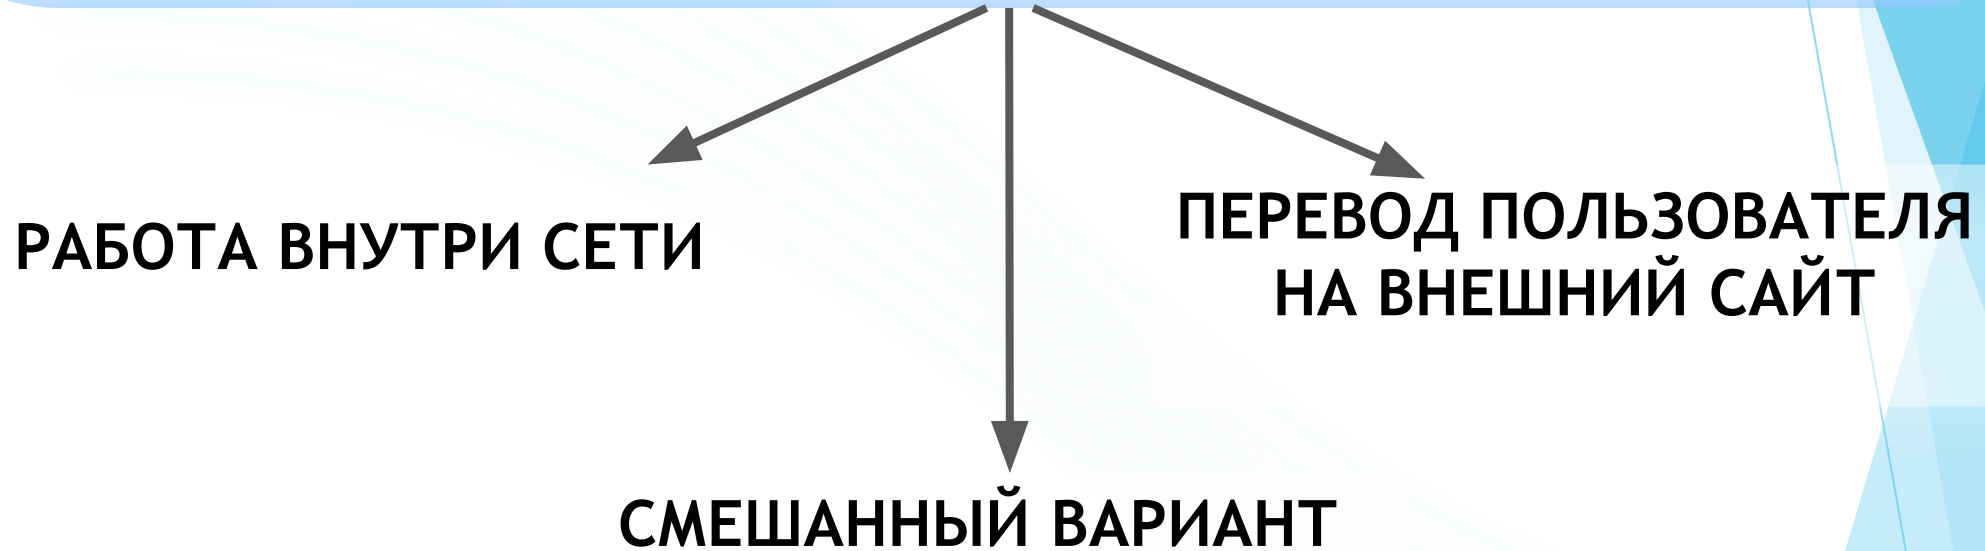 РАБОТА ВНУТРИ СЕТИ
ПЕРЕВОД ПОЛЬЗОВАТЕЛЯ
НА ВНЕШНИЙ САЙТ
СМЕШАННЫЙ ВАРИАНТ